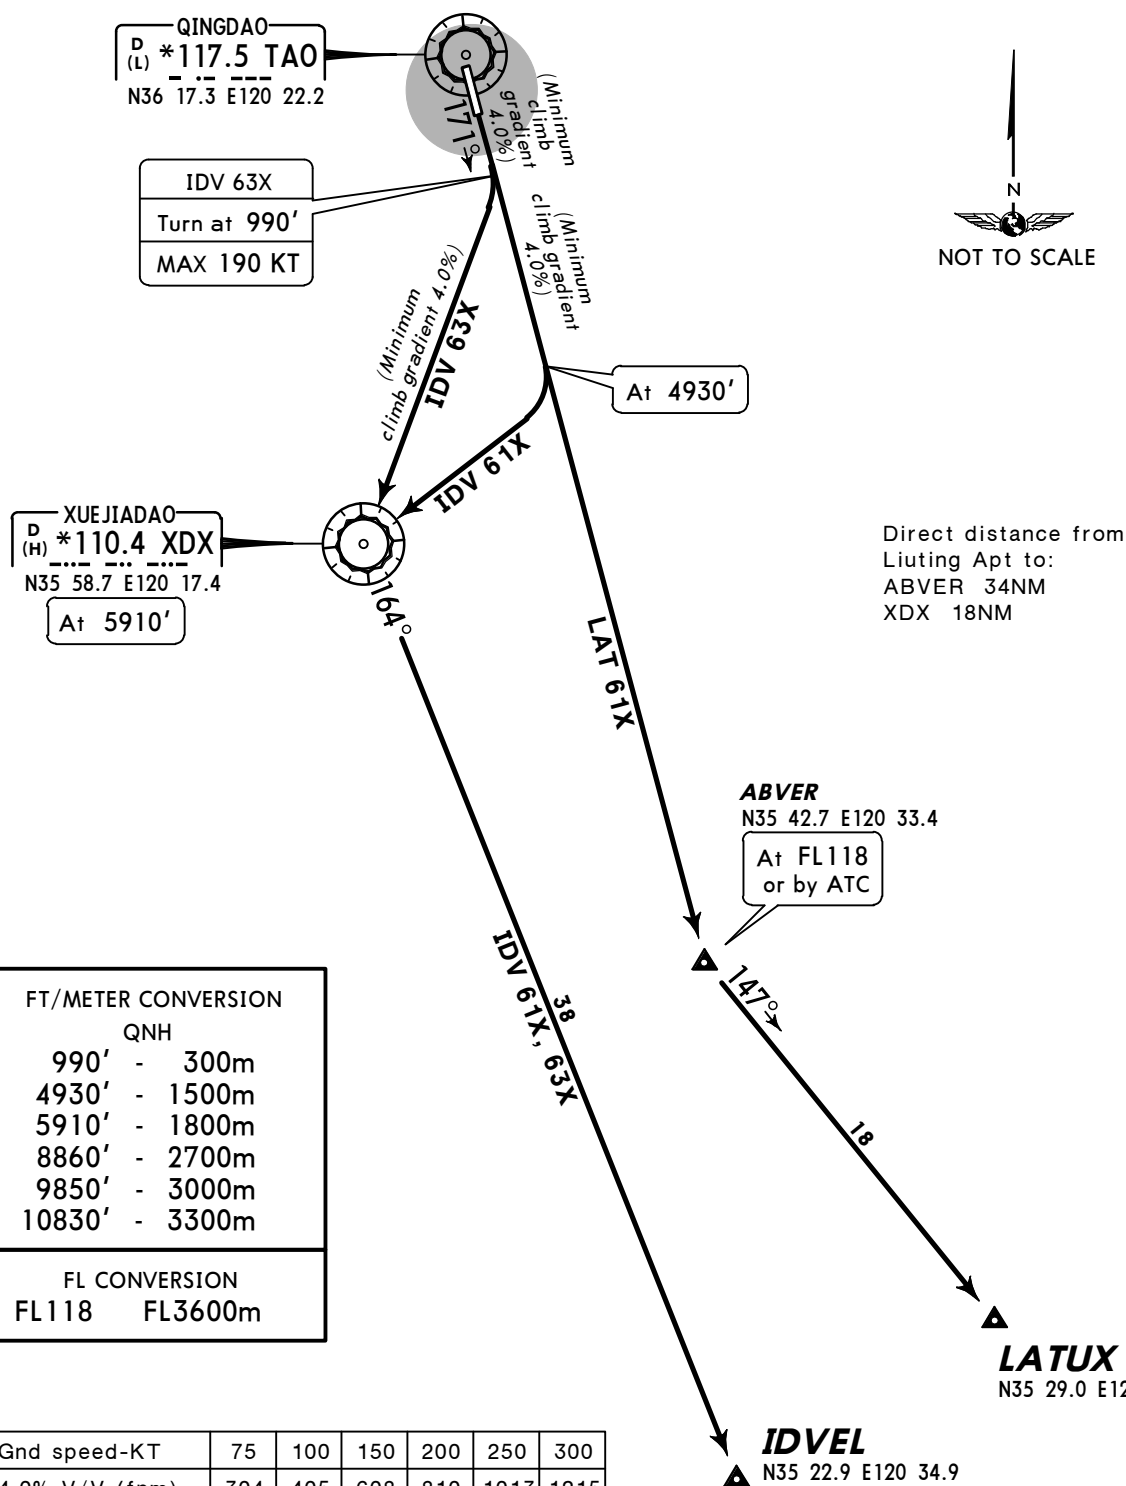 QINGDAO
D
(L) *117.5 TAO
N36 17.3 E120 22.2
171°
(Minimum
climb
gradient
4.0%)
IDV 63X
Turn at 990'
MAX 190 KT
(Minimum
climb gradient
4.0%)
N
NOT TO SCALE
(Minimum
climb gradient 4.0%)
IDV 63X
At 4930'
IDV 61X
XUEJIADAO
D
(H) *110.4 XDX
N35 58.7 E120 17.4
At 5910'
164°
Direct distance from
Liuting Apt to:
ABVER 34NM
XDX 18NM
LAT 61X
ABVER
N35 42.7 E120 33.4
At FL118
or by ATC
147°
IDV 61X, 63X
38
18
FT/METER CONVERSION
QNH
990' - 300m
4930' - 1500m
5910' - 1800m
8860' - 2700m
9850' - 3000m
10830' - 3300m
FL CONVERSION
FL118 FL3600m
LATUX
N35 29.0 E12
IDVEL
N35 22.9 E120 34.9
Gnd speed-KT 75 100 150 200 250 300